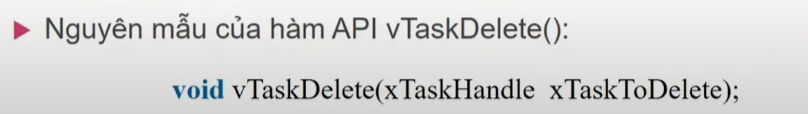 Nguyên mẫu của hàm API vTaskDelete():
void vTaskDelete(xTaskHandle xTaskToDelete);